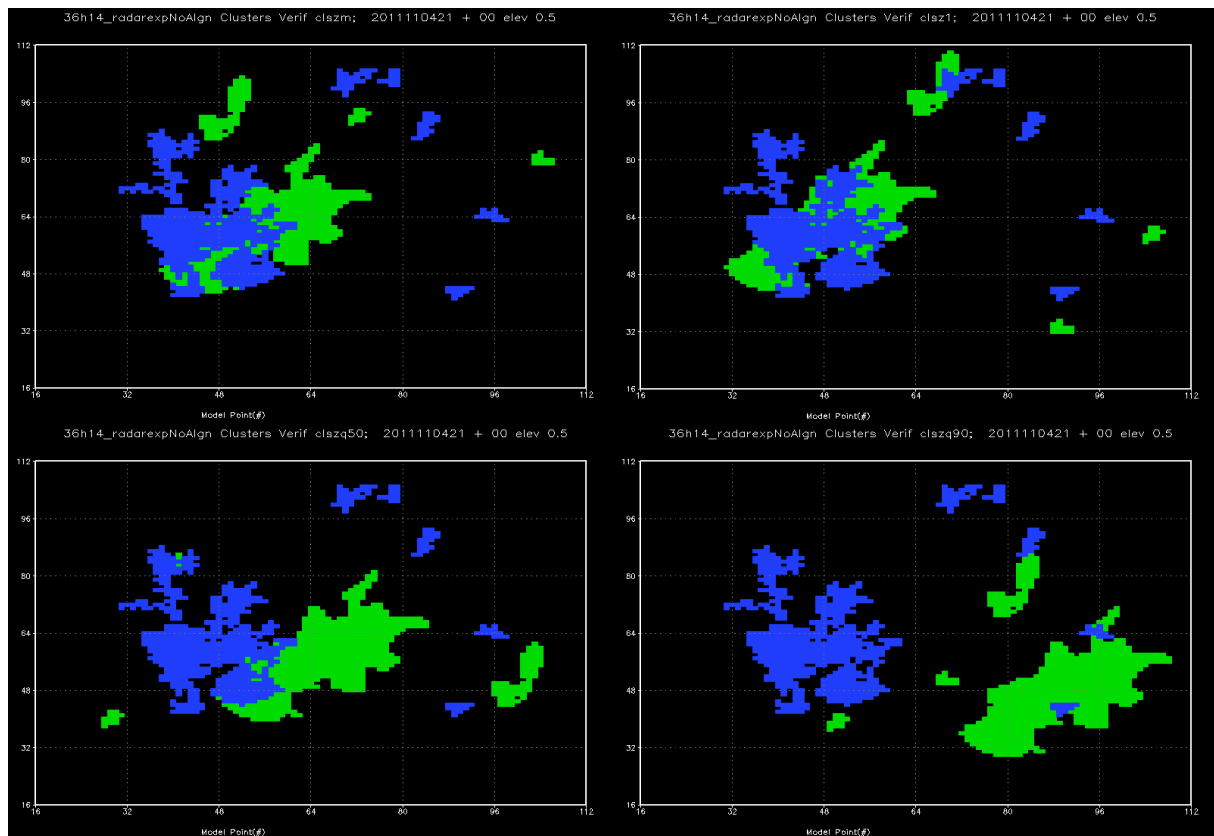 36h14_radarexpNoAlgn Clusters Verif clszm; 2011110421 + 00 elev 0.5
112
96
80
64
48
32
16
16 32 48 64 80 96 112
Model Point(#)
36h14_radarexpNoAlgn Clusters Verif clsz1; 2011110421 + 00 elev 0.5
112
96
80
64
48
32
16
16 32 48 64 80 96 112
Model Point(#)
36h14_radarexpNoAlgn Clusters Verif clszq50; 2011110421 + 00 elev 0.5
112
96
80
64
48
32
16
16 32 48 64 80 96 112
Model Point(#)
36h14_radarexpNoAlgn Clusters Verif clszq90; 2011110421 + 00 elev 0.5
112
96
80
64
48
32
16
16 32 48 64 80 96 112
Model Point(#)